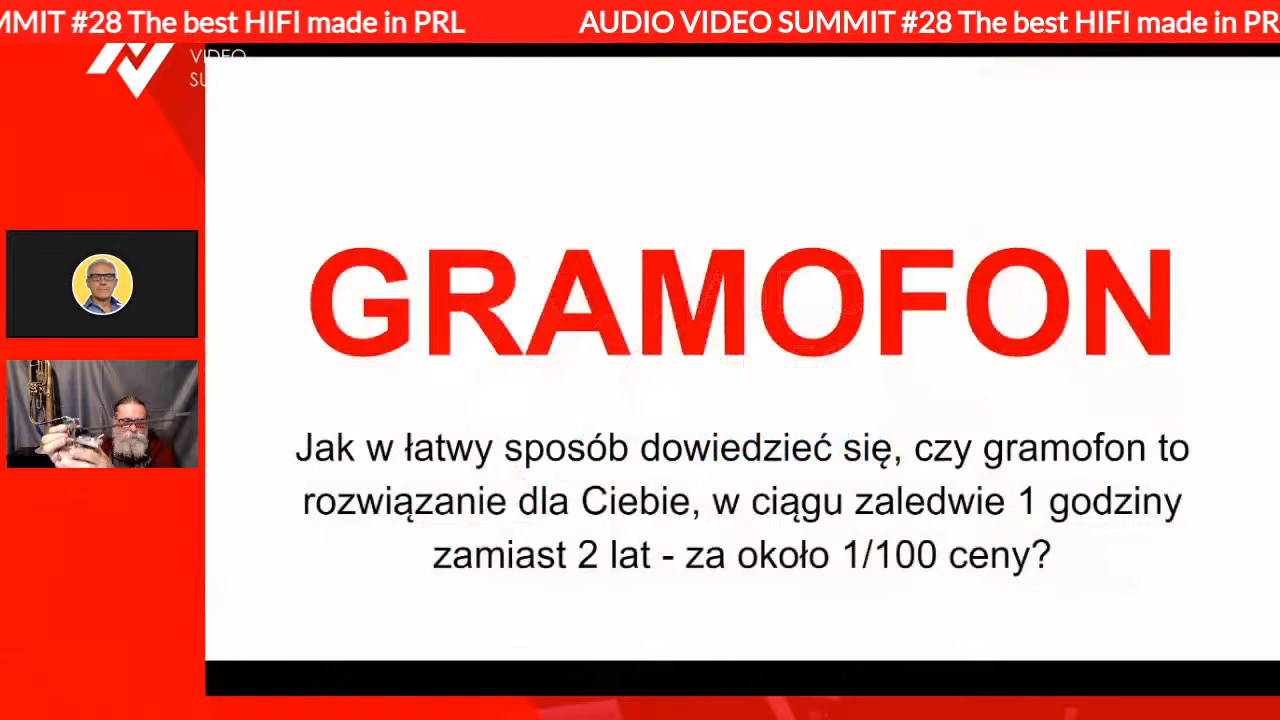 MMIT #28 The best HIFI made in PRL AUDIO VIDEO SUMMIT #28 The best HIFI made in PR
VIDEO
SU
GRAMOFON
Jak w łatwy sposób dowiedzieć się, czy gramofon to
rozwiązanie dla Ciebie, w ciągu zaledwie 1 godziny
zamiast 2 lat - za około 1/100 ceny?